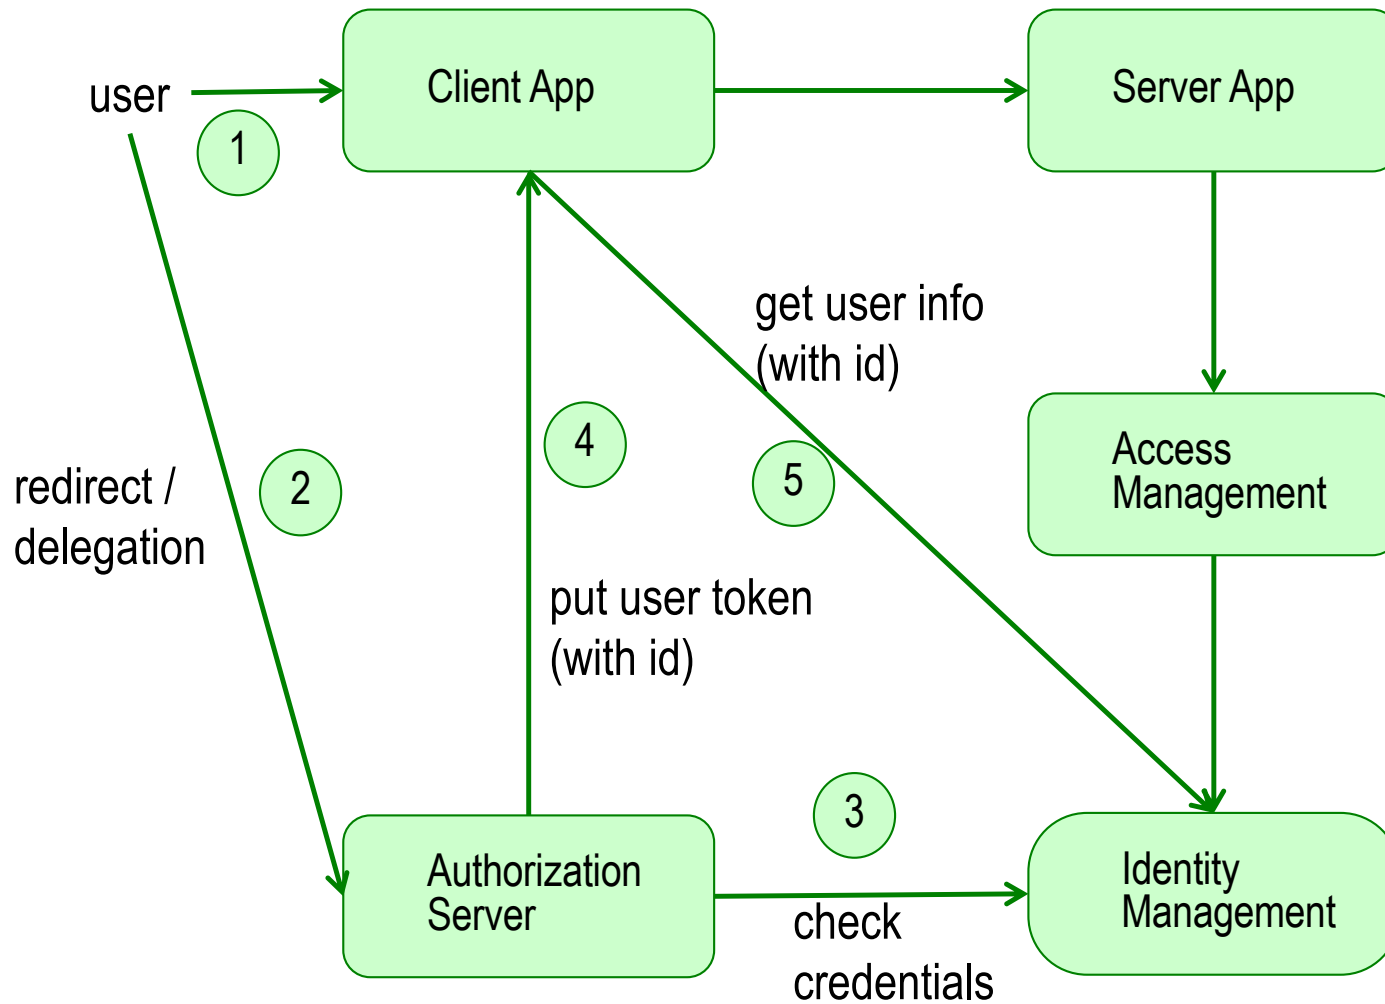 Client App
Server App
user
1
get user info
(with id)
4
Access
Management
5
redirect /
delegation
2
put user token
(with id)
3
Authorization
Server
Identity
Management
check
credentials